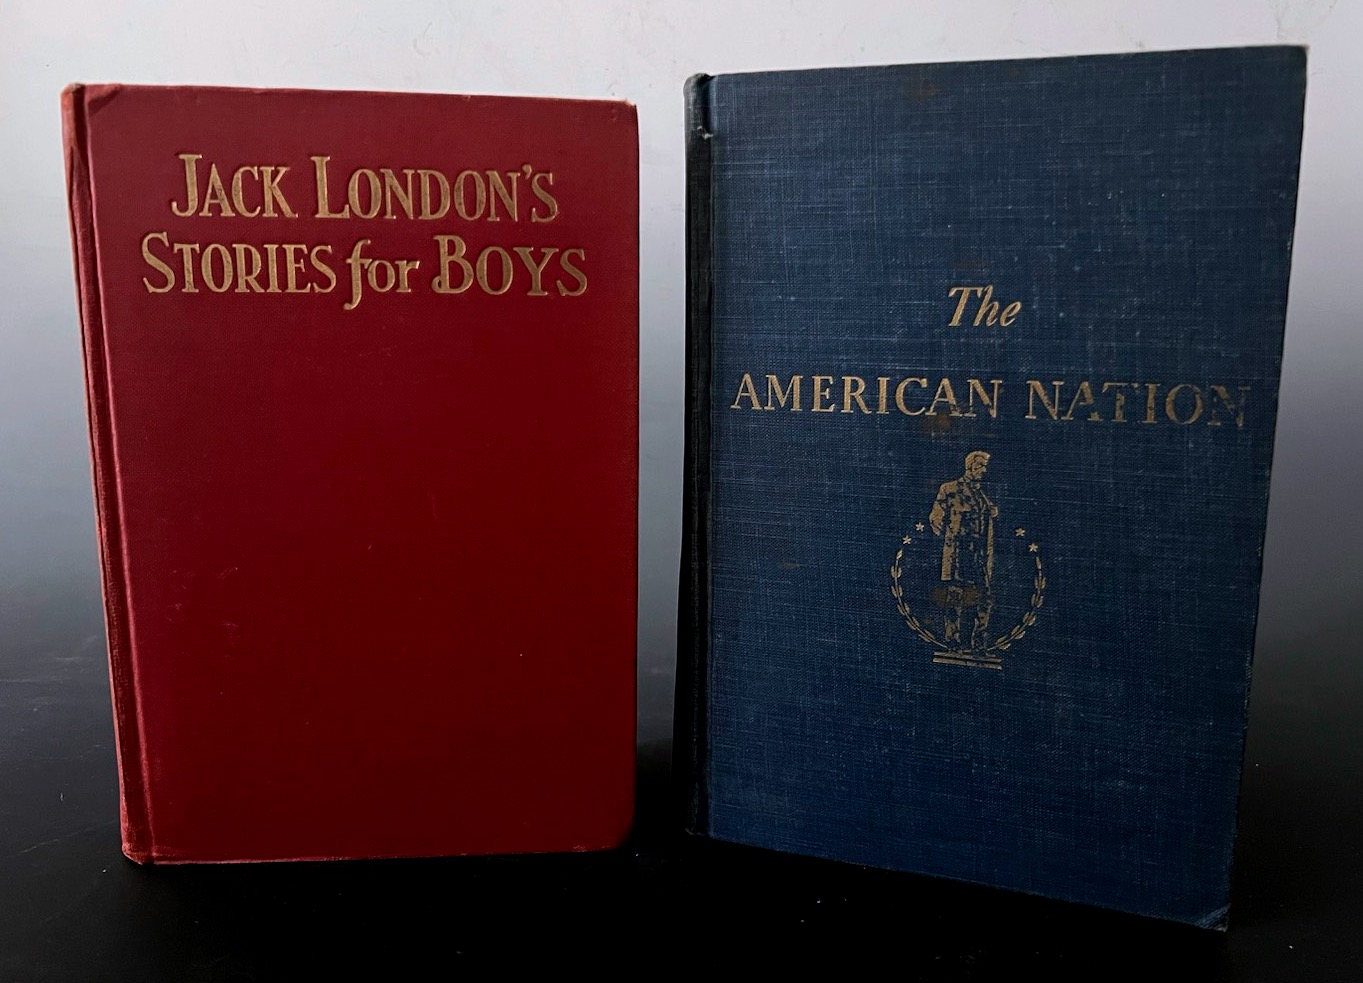 JACK LONDON'S
STORIES for BOYS
The
AMERICAN NATION